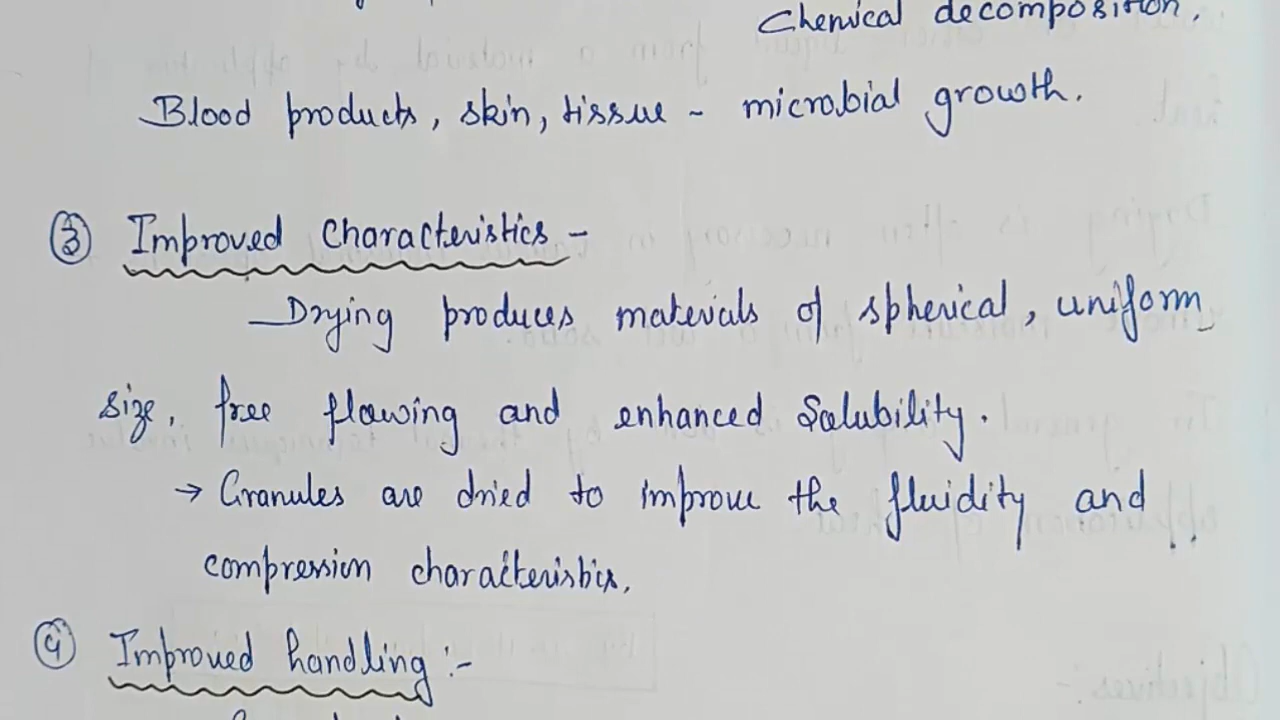 Chemical decomposition.
Blood products, skin, tissue - microbial growth.
③ Improved characteristics -
Drying produces materials of spherical, uniform
size, free flowing and enhanced Solubility.
→ Granules are dried to improve the fluidity and
compression characteristics.
④ Improved handling :-